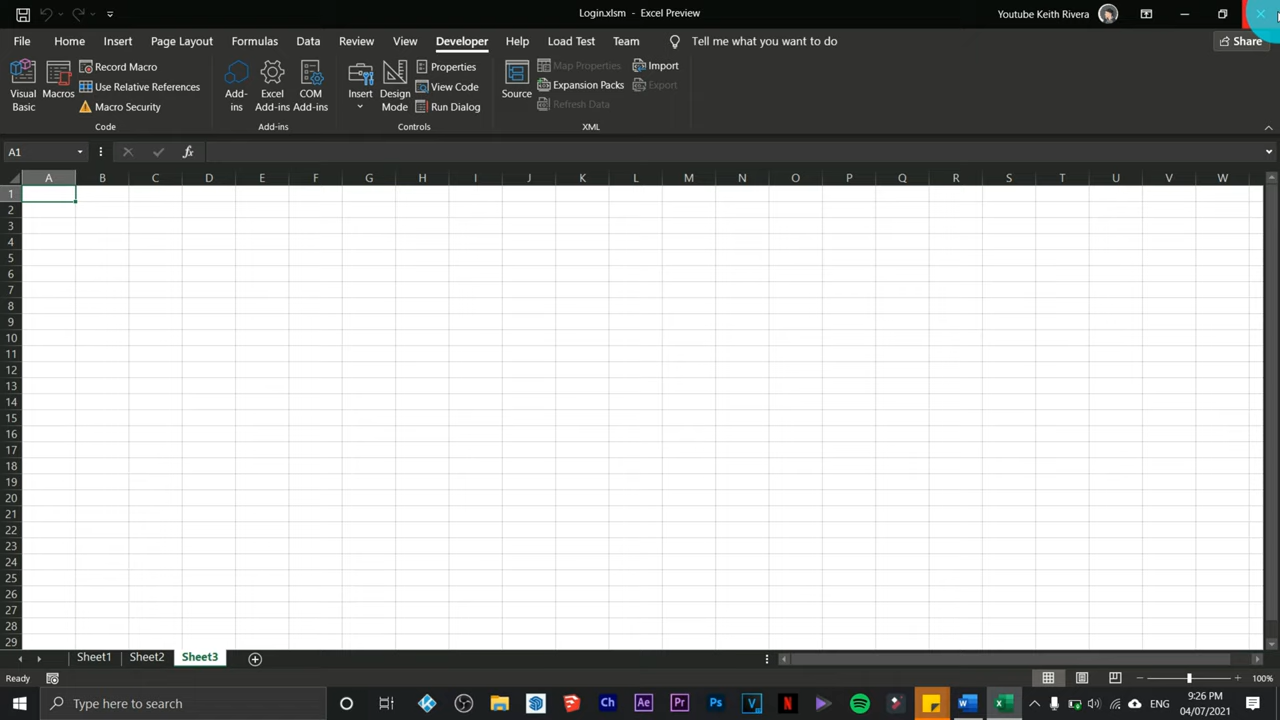 Login.xlsm - Excel Preview
Youtube Keith Rivera
File Home Insert Page Layout Formulas Data Review View Developer Help Load Test Team Tell me what you want to do Share
Visual Basic
Macros
Record Macro
Use Relative References
Macro Security
Code
Add-ins
Excel Add-ins
COM Add-ins
Add-ins
Insert
Design Mode
Properties
View Code
Run Dialog
Controls
Source
Map Properties
Expansion Packs
Refresh Data
Import
Export
XML
A1 fx
A B C D E F G H I J K L M N O P Q R S T U V W
1
2
3
4
5
6
7
8
9
10
11
12
13
14
15
16
17
18
19
20
21
22
23
24
25
26
27
28
29
Sheet1 Sheet2 Sheet3
Ready 100%
Type here to search
Ch Ae Pr Ps V N
ENG
9:26 PM
04/07/2021